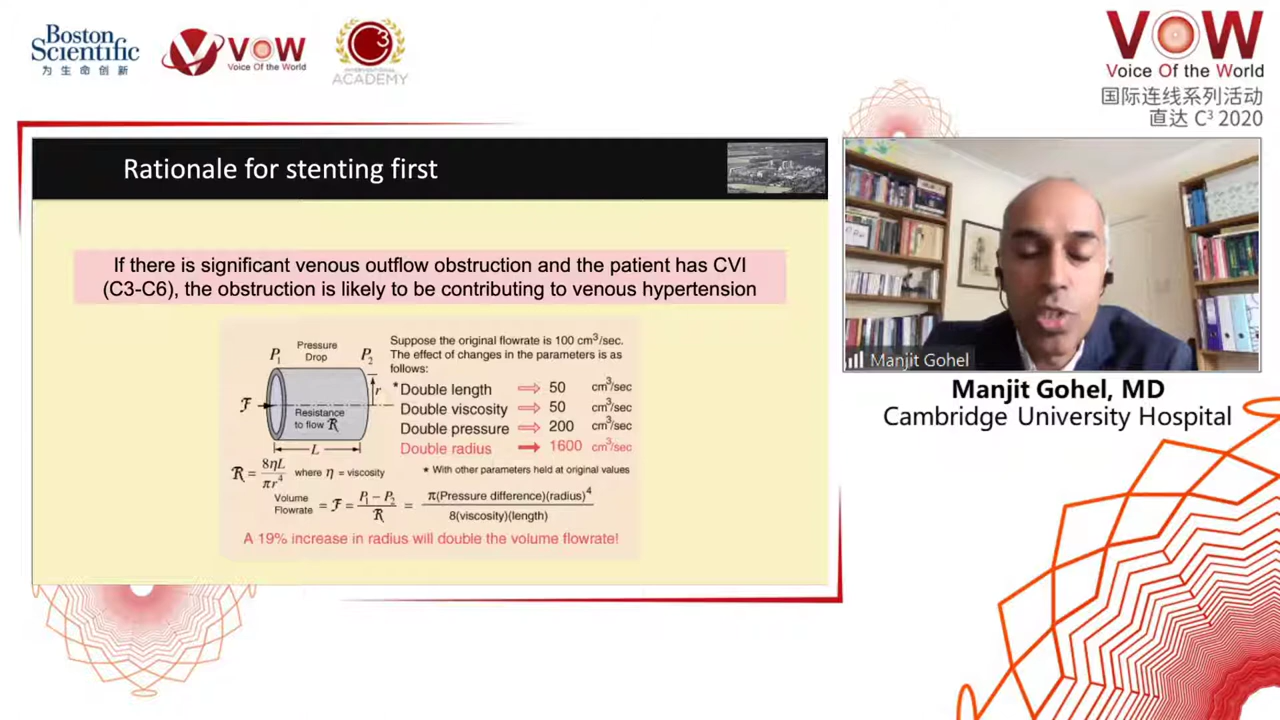 Boston
Scientific
为生命创新
VOW
Voice Of the World
C3
ACADEMY
VOW
Voice Of the World
国际连线系列活动
直达 C³ 2020
Rationale for stenting first
If there is significant venous outflow obstruction and the patient has CVI
(C3-C6), the obstruction is likely to be contributing to venous hypertension
P₁ Pressure Drop P₂
r
F
Resistance
to flow R
L
Suppose the original flowrate is 100 cm³/sec.
The effect of changes in the parameters is as
follows:
*Double length ⇒ 50 cm³/sec
Double viscosity ⇒ 50 cm³/sec
Double pressure ⇒ 200 cm³/sec
Double radius → 1600 cm³/sec
* With other parameters held at original values
R = 8ηL / πr⁴ where η = viscosity
Volume Flowrate = F = P₁ − P₂ / R = π(Pressure difference)(radius)⁴ / 8(viscosity)(length)
A 19% increase in radius will double the volume flowrate!
Manjit Gohel
Manjit Gohel, MD
Cambridge University Hospital